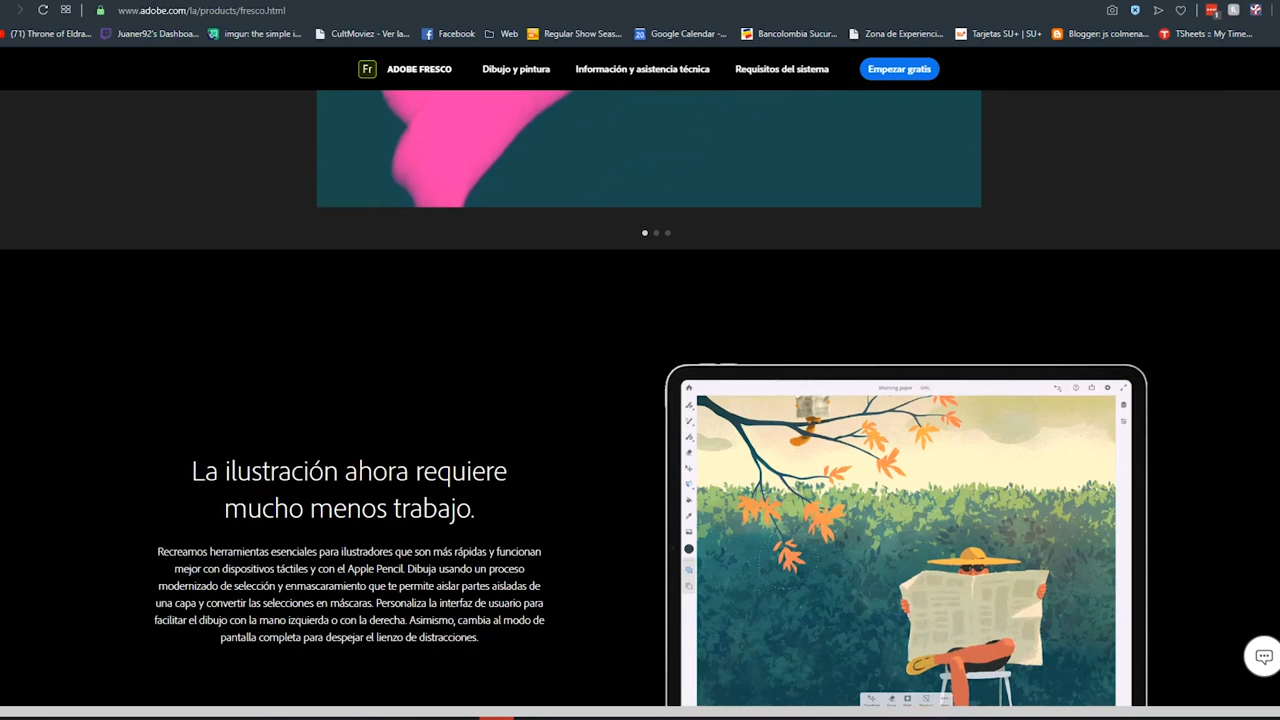 www.adobe.com/la/products/fresco.html
(71) Throne of Eldra... Juaner92's Dashboa... imgur: the simple i... CultMoviez - Ver la... Facebook Web Regular Show Seas... Google Calendar -... Bancolombia Sucur... Zona de Experienci... Tarjetas SU+ | SU+ Blogger: js colmena... TSheets :: My Time...
Fr ADOBE FRESCO Dibujo y pintura Información y asistencia técnica Requisitos del sistema Empezar gratis
Morning paper
La ilustración ahora requiere
mucho menos trabajo.
Recreamos herramientas esenciales para ilustradores que son más rápidas y funcionan
mejor con dispositivos táctiles y con el Apple Pencil. Dibuja usando un proceso
modernizado de selección y enmascaramiento que te permite aislar partes aisladas de
una capa y convertir las selecciones en máscaras. Personaliza la interfaz de usuario para
facilitar el dibujo con la mano izquierda o con la derecha. Asimismo, cambia al modo de
pantalla completa para despejar el lienzo de distracciones.